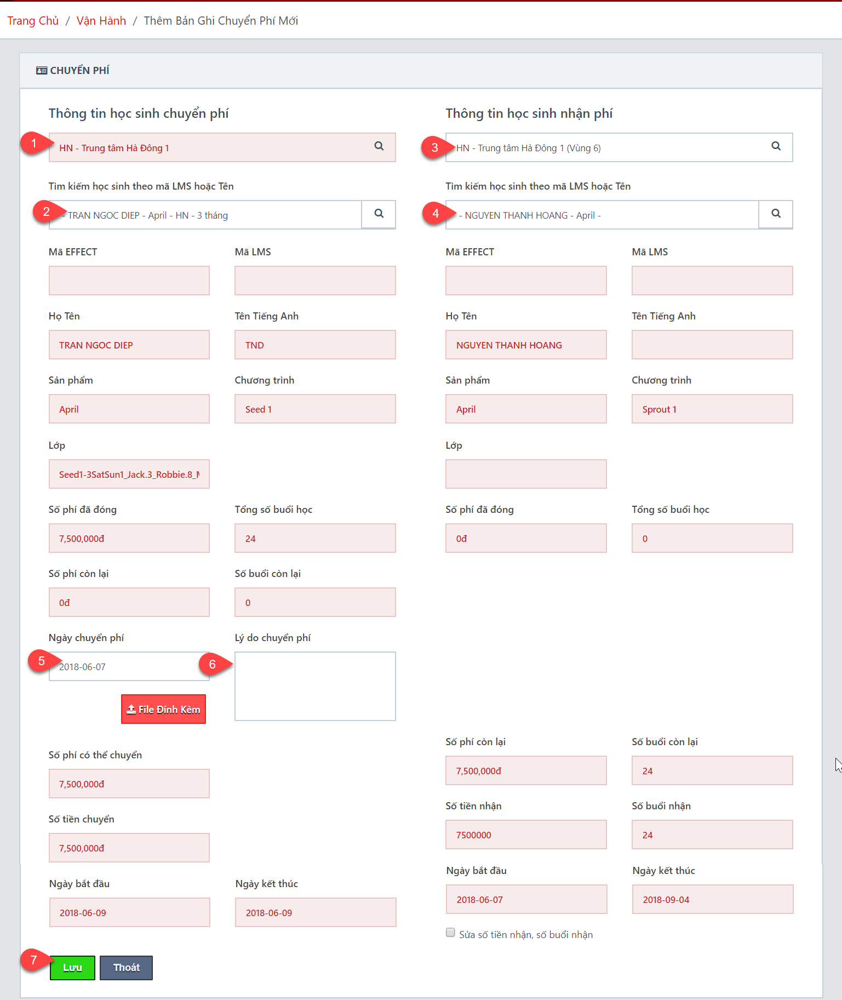 Trang Chủ / Vận Hành / Thêm Bản Ghi Chuyển Phí Mới
CHUYỂN PHÍ
Thông tin học sinh chuyển phí
1
HN - Trung tâm Hà Đông 1
Tìm kiếm học sinh theo mã LMS hoặc Tên
2
- TRAN NGOC DIEP - April - HN - 3 tháng
Mã EFFECT
Mã LMS
Họ Tên
Tên Tiếng Anh
TRAN NGOC DIEP
TND
Sản phẩm
Chương trình
April
Seed 1
Lớp
Seed1-3SatSun1_Jack.3_Robbie.8_
Số phí đã đóng
Tổng số buổi học
7,500,000đ
24
Số phí còn lại
Số buổi còn lại
0đ
0
Ngày chuyển phí
Lý do chuyển phí
5
2018-06-07
6
File Đính Kèm
Số phí có thể chuyển
7,500,000đ
Số tiền chuyển
7,500,000đ
Ngày bắt đầu
Ngày kết thúc
2018-06-09
2018-06-09
Thông tin học sinh nhận phí
3
HN - Trung tâm Hà Đông 1 (Vùng 6)
Tìm kiếm học sinh theo mã LMS hoặc Tên
4
- NGUYEN THANH HOANG - April -
Mã EFFECT
Mã LMS
Họ Tên
Tên Tiếng Anh
NGUYEN THANH HOANG
Sản phẩm
Chương trình
April
Sprout 1
Lớp
Số phí đã đóng
Tổng số buổi học
0đ
0
Số phí còn lại
Số buổi còn lại
7,500,000đ
24
Số tiền nhận
Số buổi nhận
7500000
24
Ngày bắt đầu
Ngày kết thúc
2018-06-07
2018-09-04
Sửa số tiền nhận, số buổi nhận
7
Lưu
Thoát